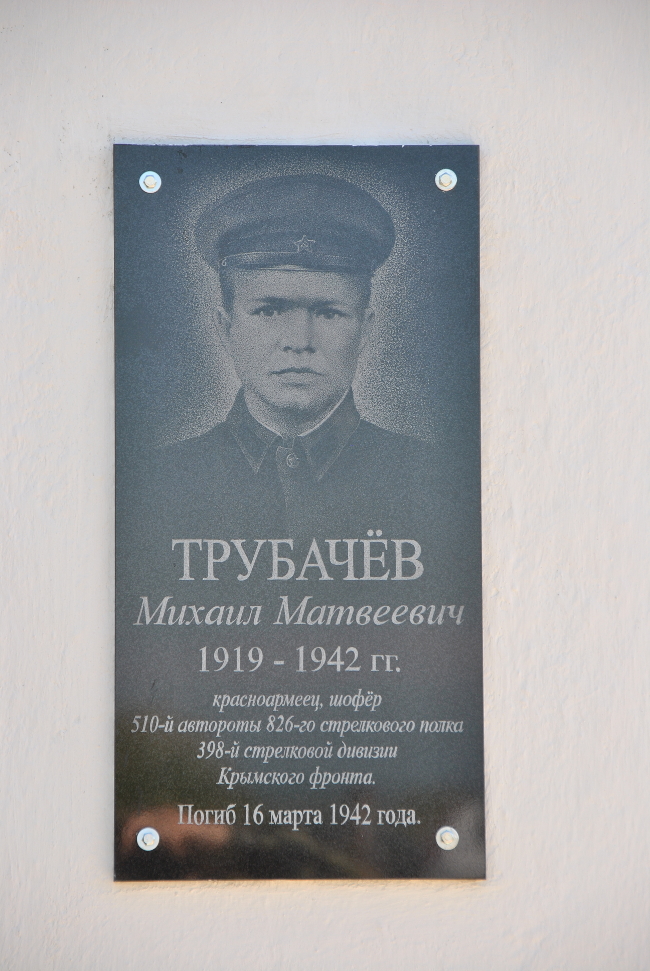 ТРУБАЧЁВ
Михаил Матвеевич
1919 - 1942 гг.
красноармеец, шофёр
510-й автороты 826-го стрелкового полка
398-й стрелковой дивизии
Крымского фронта.
Погиб 16 марта 1942 года.